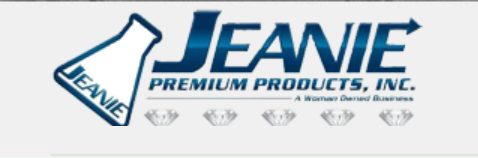 JEANIE
JEANIE
PREMIUM PRODUCTS, INC.
A Woman Owned Business